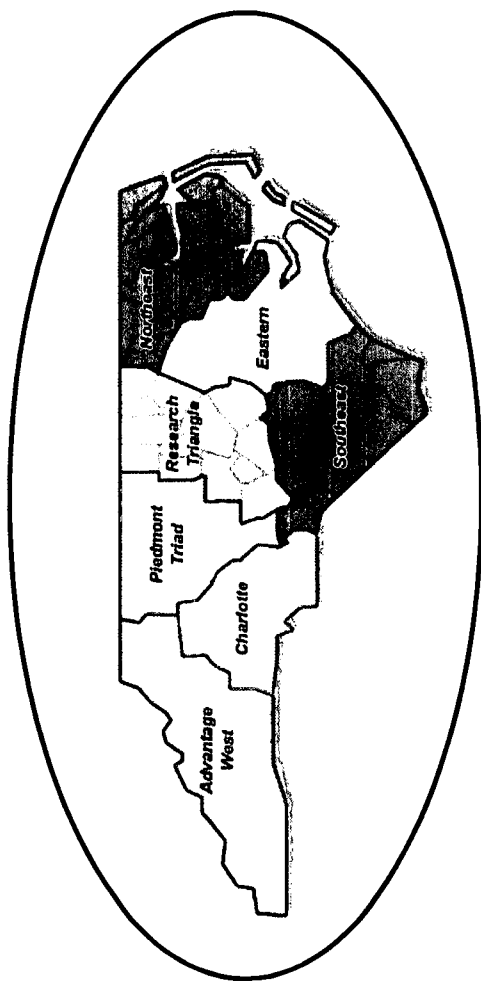 Advantage
West
Charlotte
Piedmont
Triad
Research
Triangle
Northeast
Eastern
Southeast